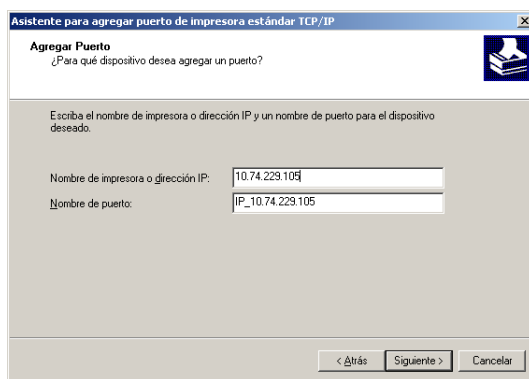 Asistente para agregar puerto de impresora estándar TCP/IP
Agregar Puerto
¿Para qué dispositivo desea agregar un puerto?
Escriba el nombre de impresora o dirección IP y un nombre de puerto para el dispositivo
deseado.
Nombre de impresora o dirección IP: 10.74.229.105
Nombre de puerto: IP_10.74.229.105
< Atrás Siguiente > Cancelar